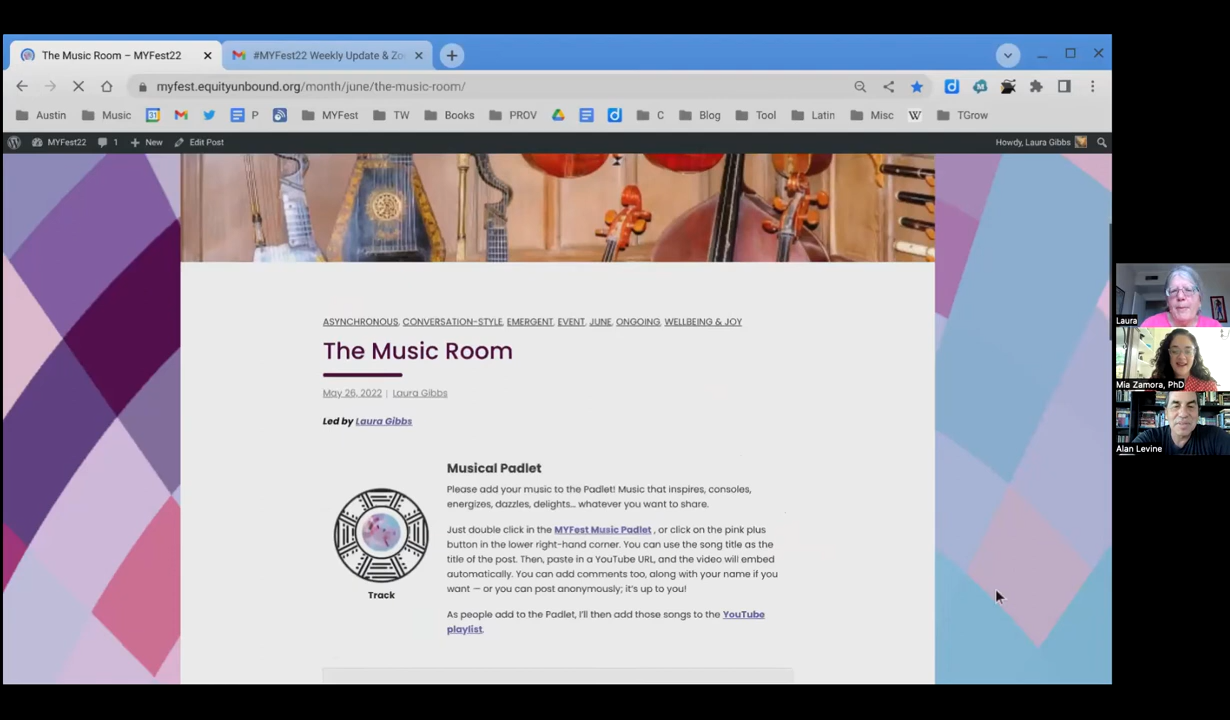 The Music Room – MYFest22
#MYFest22 Weekly Update & Zo
myfest.equityunbound.org/month/june/the-music-room/
Austin Music P MYFest TW Books PROV C Blog Tool Latin Misc W TGrow
MYFest22 1 New Edit Post Howdy, Laura Gibbs
ASYNCHRONOUS, CONVERSATION-STYLE, EMERGENT, EVENT, JUNE, ONGOING, WELLBEING & JOY
The Music Room
May 26, 2022 | Laura Gibbs
Led by Laura Gibbs
Musical Padlet
Please add your music to the Padlet! Music that inspires, consoles,
energizes, dazzles, delights... whatever you want to share.
Just double click in the MYFest Music Padlet , or click on the pink plus
button in the lower right-hand corner. You can use the song title as the
title of the post. Then, paste in a YouTube URL, and the video will embed
automatically. You can add comments too, along with your name if you
want — or you can post anonymously; it's up to you!
As people add to the Padlet, I'll then add those songs to the YouTube
playlist.
Track
Laura
Mia Zamora, PhD
Alan Levine